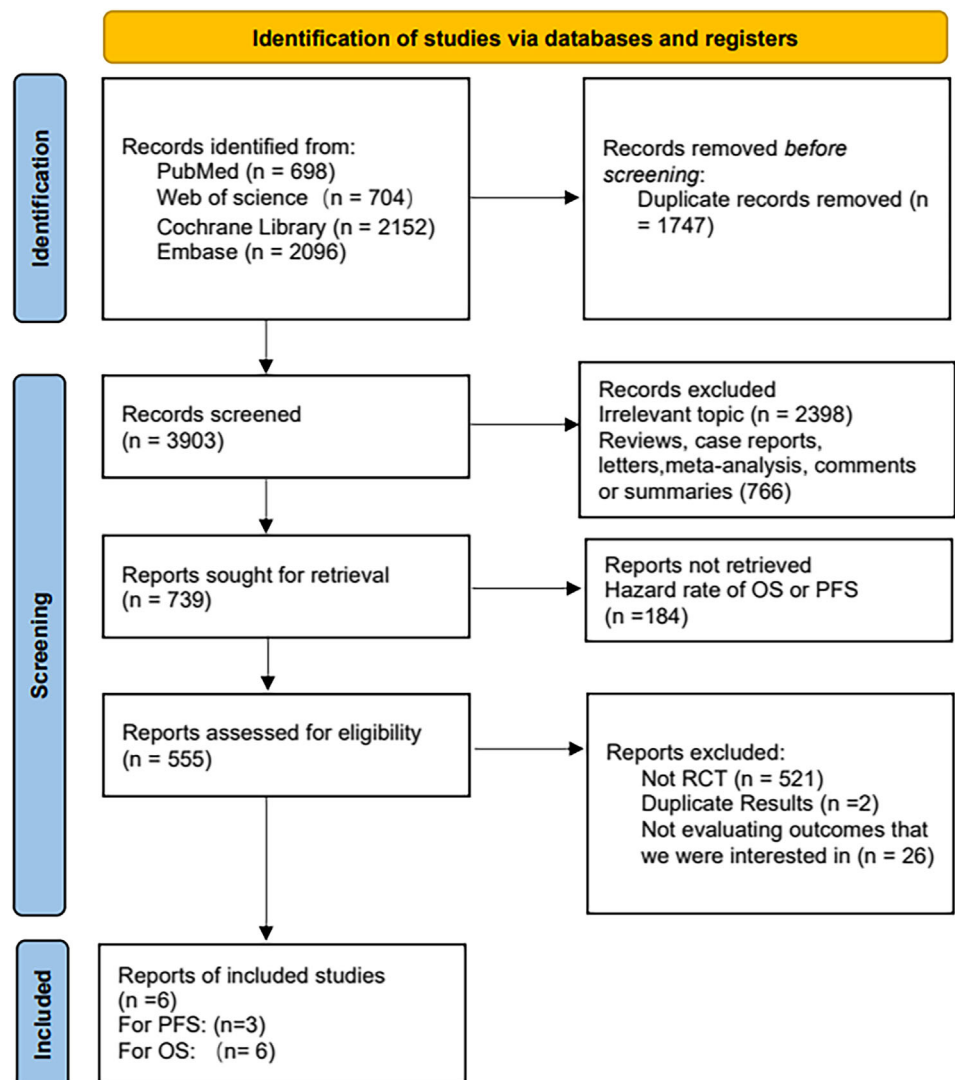 Identification of studies via databases and registers
Identification
Records identified from:
PubMed (n = 698)
Web of science （n = 704)
Cochrane Library (n = 2152)
Embase (n = 2096)
Records removed before
screening:
Duplicate records removed (n
= 1747)
Screening
Records screened
(n = 3903)
Records excluded
Irrelevant topic (n = 2398)
Reviews, case reports,
letters,meta-analysis, comments
or summaries (766)
Reports sought for retrieval
(n = 739)
Reports not retrieved
Hazard rate of OS or PFS
(n =184)
Reports assessed for eligibility
(n = 555)
Reports excluded:
Not RCT (n = 521)
Duplicate Results (n =2)
Not evaluating outcomes that
we were interested in (n = 26)
Included
Reports of included studies
(n =6)
For PFS: (n=3)
For OS: （n= 6)